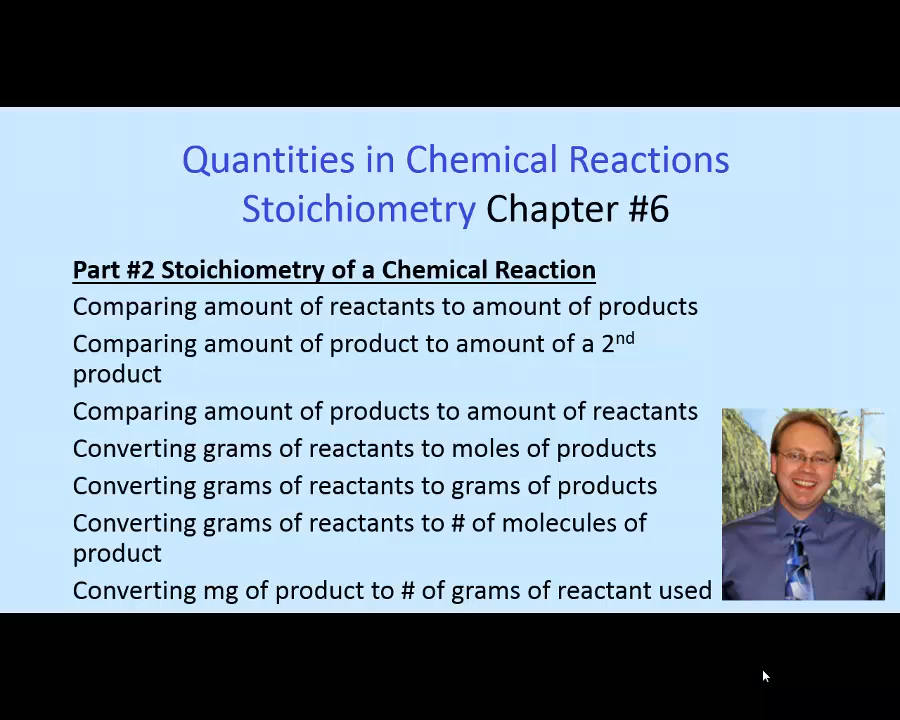 Quantities in Chemical Reactions
Stoichiometry Chapter #6
Part #2 Stoichiometry of a Chemical Reaction
Comparing amount of reactants to amount of products
Comparing amount of product to amount of a 2nd
product
Comparing amount of products to amount of reactants
Converting grams of reactants to moles of products
Converting grams of reactants to grams of products
Converting grams of reactants to # of molecules of
product
Converting mg of product to # of grams of reactant used